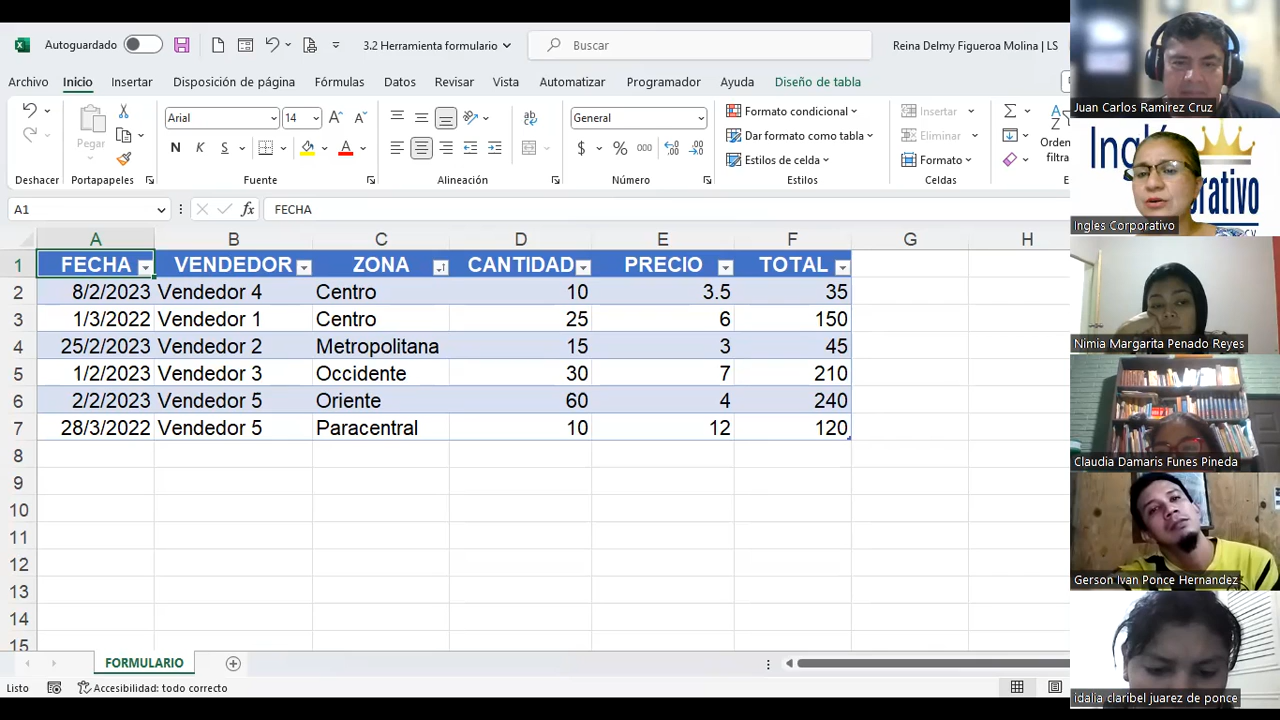 Autoguardado
3.2 Herramienta formulario
Buscar
Reina Delmy Figueroa Molina | LS
Archivo Inicio Insertar Disposición de página Fórmulas Datos Revisar Vista Automatizar Programador Ayuda Diseño de tabla
Pegar
Arial 14
N K S
General
$ % 000
Formato condicional
Dar formato como tabla
Estilos de celda
Insertar
Eliminar
Formato
Orden
filtra
Deshacer Portapapeles Fuente Alineación Número Estilos Celdas
A1 fx FECHA
A B C D E F G H
1 FECHA VENDEDOR ZONA CANTIDAD PRECIO TOTAL
2 8/2/2023 Vendedor 4 Centro 10 3.5 35
3 1/3/2022 Vendedor 1 Centro 25 6 150
4 25/2/2023 Vendedor 2 Metropolitana 15 3 45
5 1/2/2023 Vendedor 3 Occidente 30 7 210
6 2/2/2023 Vendedor 5 Oriente 60 4 240
7 28/3/2022 Vendedor 5 Paracentral 10 12 120
8
9
10
11
12
13
14
15
FORMULARIO
Listo Accesibilidad: todo correcto
Juan Carlos Ramirez Cruz
Ingles Corporativo
Nimia Margarita Penado Reyes
Claudia Damaris Funes Pineda
Gerson Ivan Ponce Hernandez
idalia claribel juarez de ponce